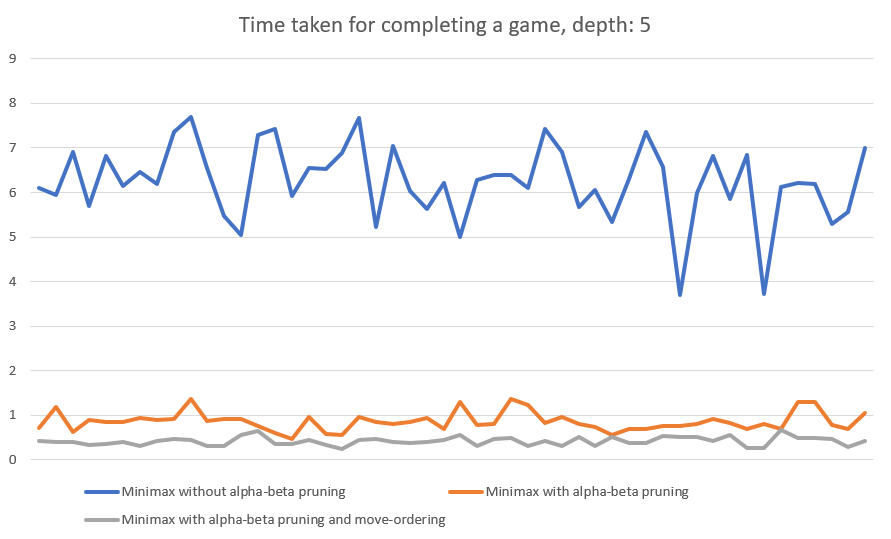 Time taken for completing a game, depth: 5
9
8
7
6
5
4
3
2
1
0
Minimax without alpha-beta pruning
Minimax with alpha-beta pruning
Minimax with alpha-beta pruning and move-ordering